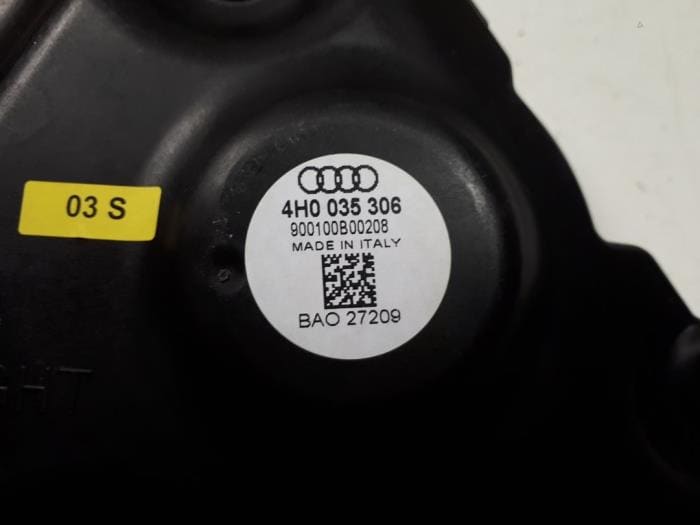 03 S
4H0 035 306
900100B00208
MADE IN ITALY
BAO 27209